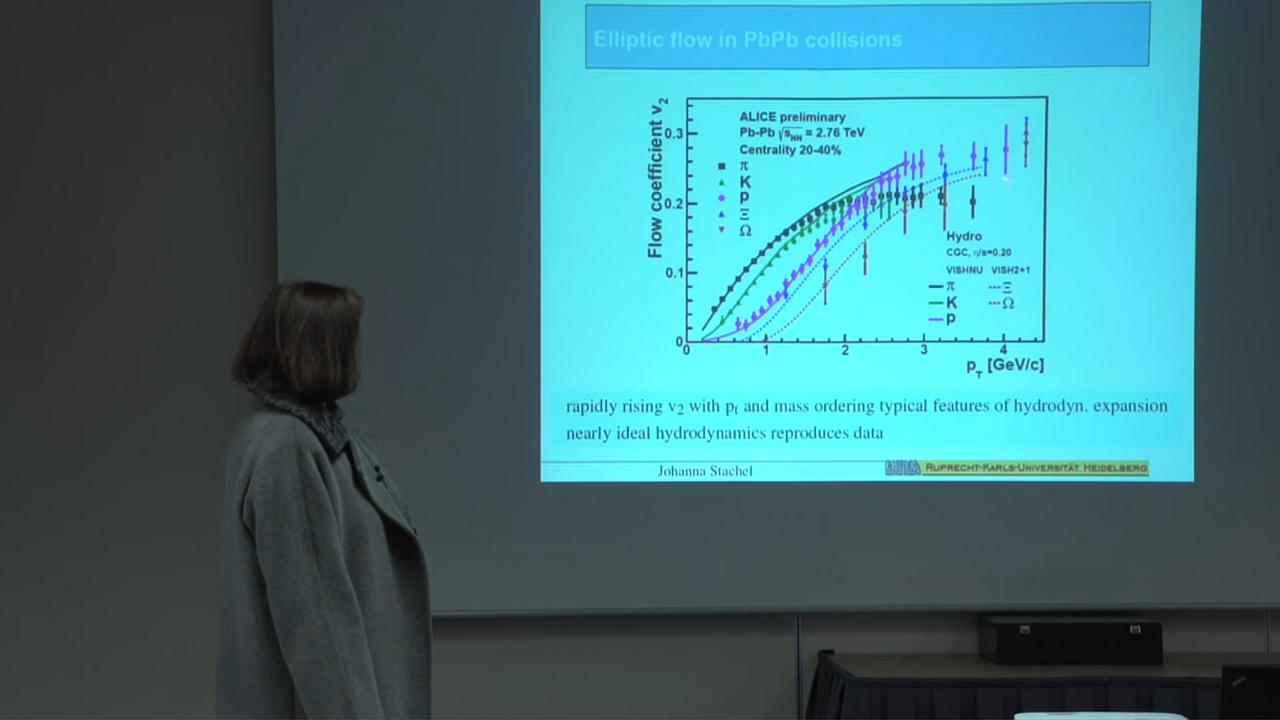 Elliptic flow in PbPb collisions
Flow coefficient v₂
ALICE preliminary
Pb-Pb √sNN = 2.76 TeV
Centrality 20-40%
π
K
p
Ξ
Ω
0.3
0.2
0.1
0
0 1 2 3 4
pT [GeV/c]
Hydro
CGC, η/s=0.20
VISHNU VISH2+1
π Ξ
K Ω
p
rapidly rising v₂ with pt and mass ordering typical features of hydrodyn. expansion
nearly ideal hydrodynamics reproduces data
Johanna Stachel
RUPRECHT-KARLS-UNIVERSITÄT HEIDELBERG